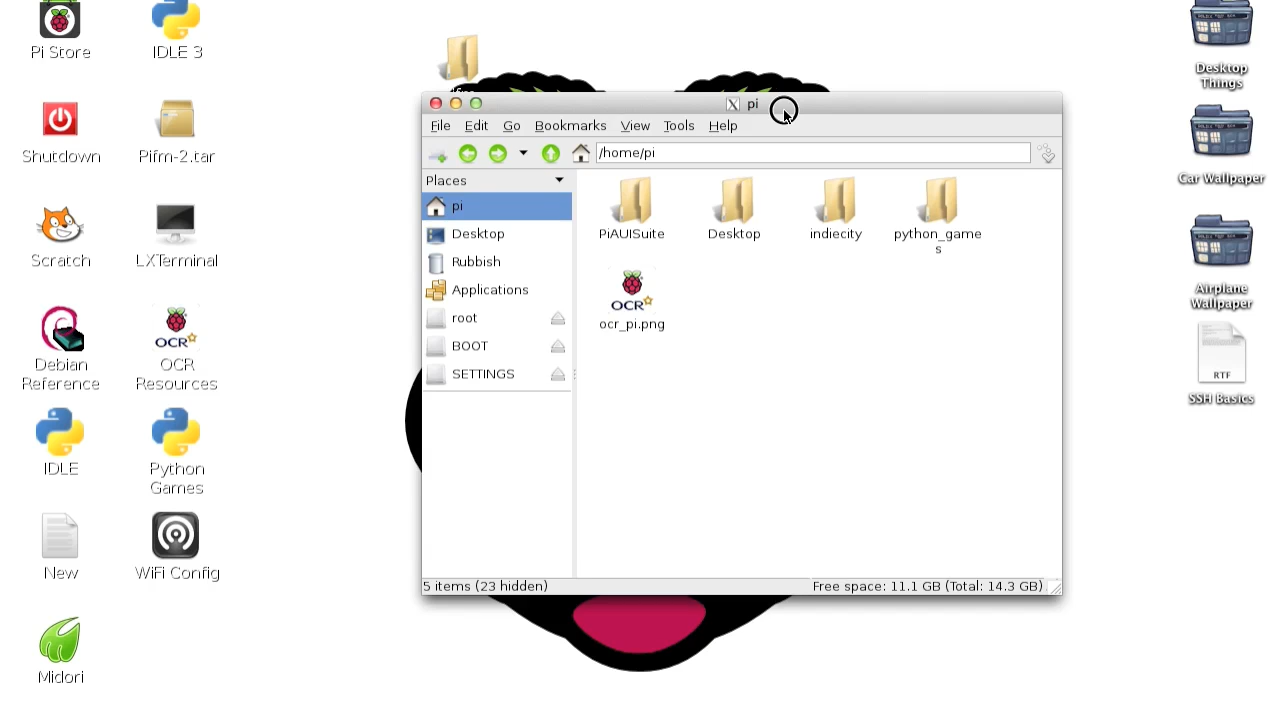 Pi Store
IDLE 3
Shutdown
Pifm-2.tar
Scratch
LXTerminal
Debian
Reference
OCR
OCR
Resources
IDLE
Python
Games
New
WiFi Config
Midori
pi
File Edit Go Bookmarks View Tools Help
/home/pi
Places
pi
Desktop
Rubbish
Applications
root
BOOT
SETTINGS
PiAUISuite
Desktop
indiecity
python_game
s
OCR
ocr_pi.png
5 items (23 hidden)
Free space: 11.1 GB (Total: 14.3 GB)
Desktop
Things
Car Wallpaper
Airplane
Wallpaper
RTF
SSH Basics